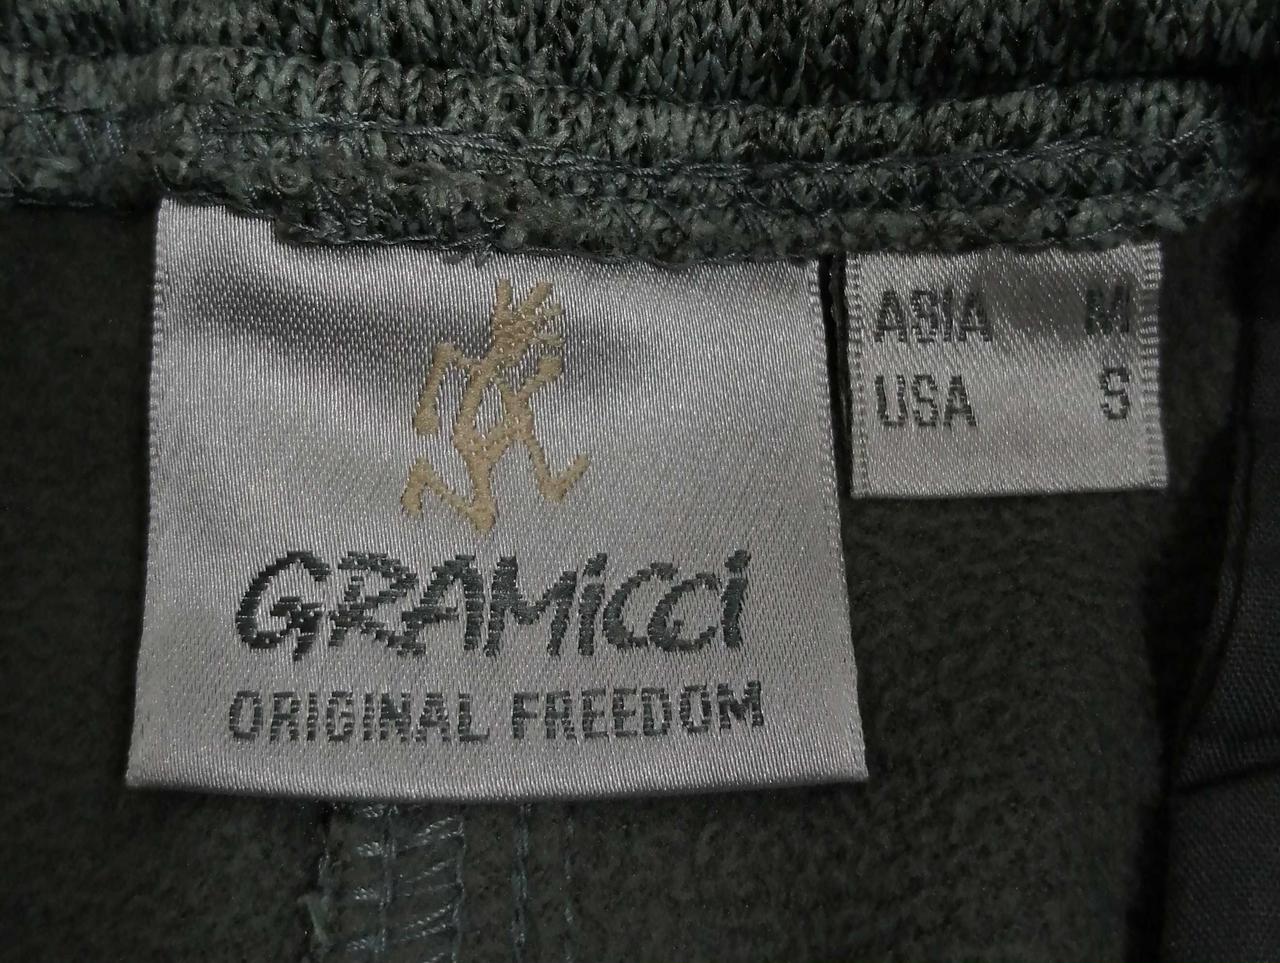 GRAMicci
ORIGINAL FREEDOM
ASIA M
USA S